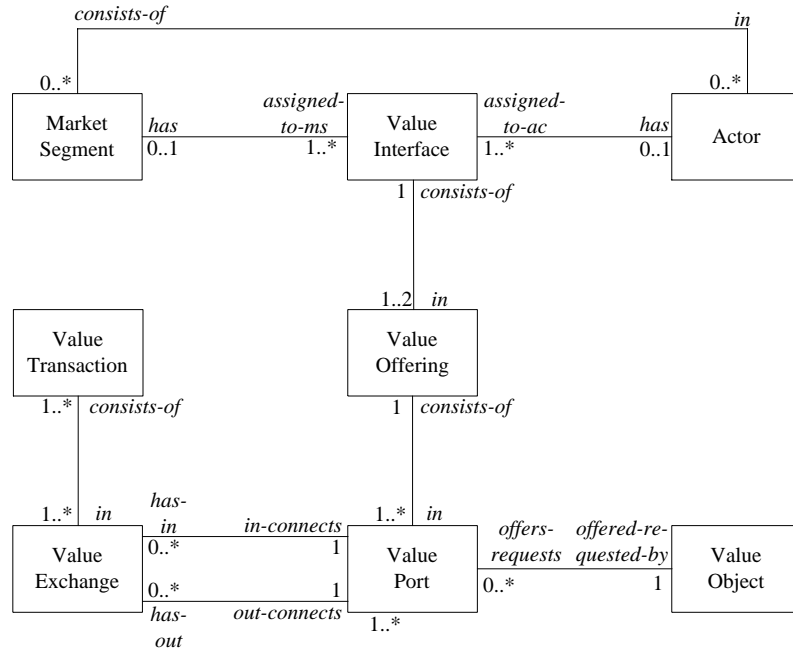 consists-of
in
0..*
0..*
Market
Segment
has
0..1
assigned-
to-ms
1..*
Value
Interface
assigned-
to-ac
1..*
has
0..1
Actor
1
consists-of
1..2
in
Value
Transaction
Value
Offering
1..*
consists-of
1
consists-of
1..*
in
has-
in
0..*
in-connects
1
1..*
in
offers-
requests
0..*
offered-re-
quested-by
1
Value
Exchange
Value
Port
Value
Object
0..*
has-
out
1
out-connects
1..*